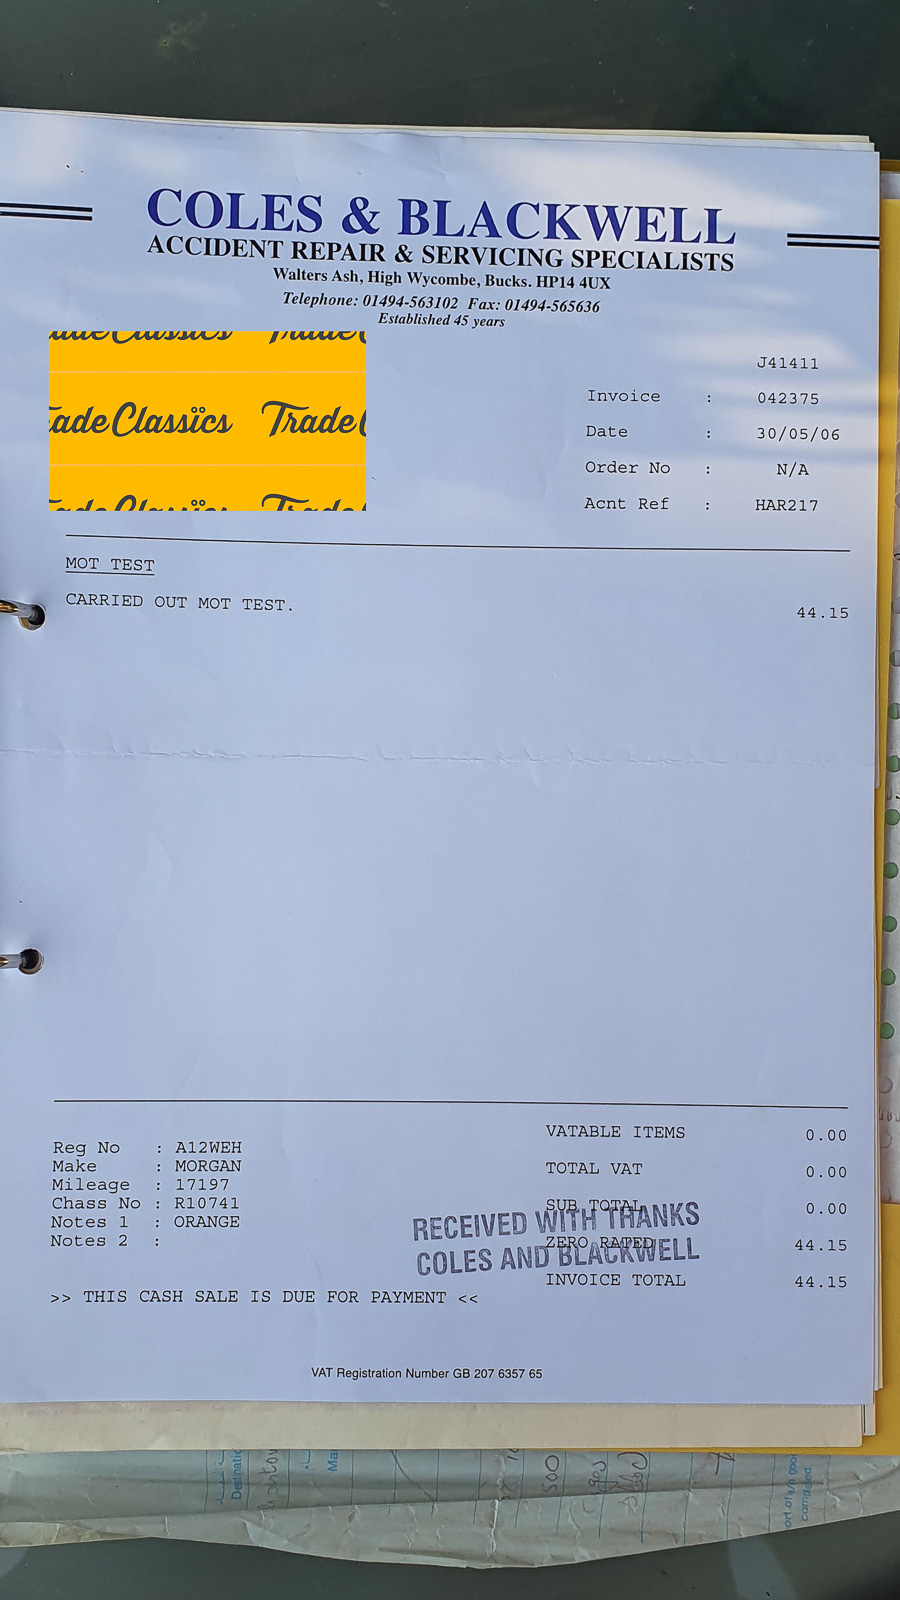 COLES & BLACKWELL
ACCIDENT REPAIR & SERVICING SPECIALISTS
Walters Ash, High Wycombe, Bucks. HP14 4UX
Telephone: 01494-563102 Fax: 01494-565636
Established 45 years
Trade Classics
J41411
Invoice : 042375
Date : 30/05/06
Order No : N/A
Acnt Ref : HAR217
MOT TEST
CARRIED OUT MOT TEST. 44.15
Reg No : A12WEH
Make : MORGAN
Mileage : 17197
Chass No : R10741
Notes 1 : ORANGE
Notes 2 :
VATABLE ITEMS 0.00
TOTAL VAT 0.00
SUB TOTAL 0.00
ZERO RATED 44.15
INVOICE TOTAL 44.15
RECEIVED WITH THANKS
COLES AND BLACKWELL
>> THIS CASH SALE IS DUE FOR PAYMENT <<
VAT Registration Number GB 207 6357 65
500
completed